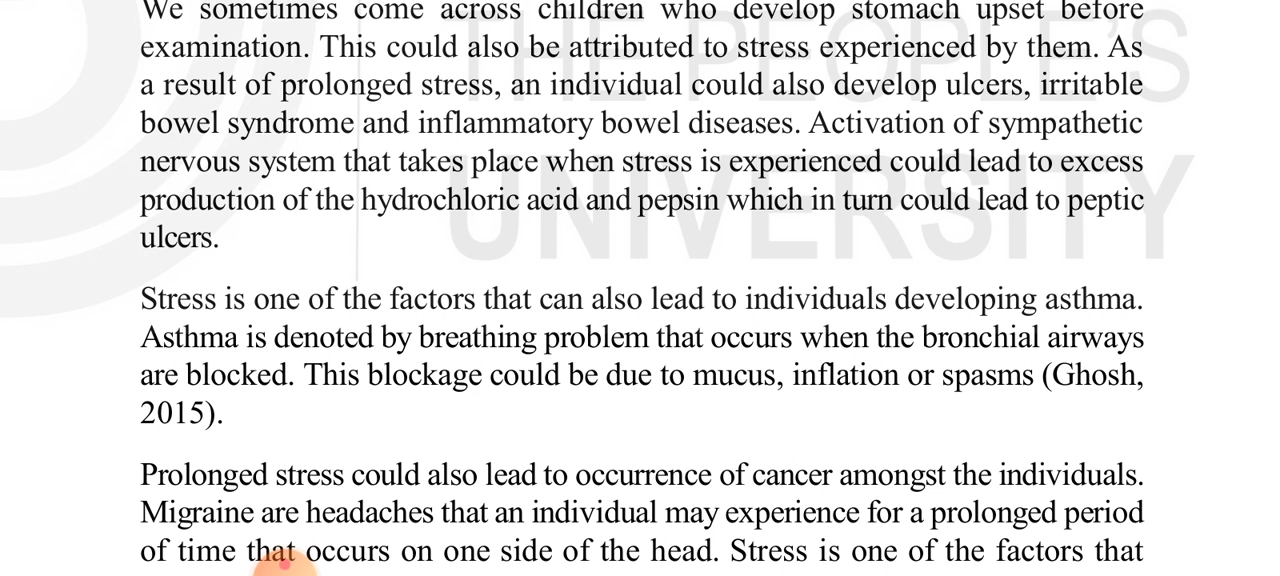 We sometimes come across children who develop stomach upset before
examination. This could also be attributed to stress experienced by them. As
a result of prolonged stress, an individual could also develop ulcers, irritable
bowel syndrome and inflammatory bowel diseases. Activation of sympathetic
nervous system that takes place when stress is experienced could lead to excess
production of the hydrochloric acid and pepsin which in turn could lead to peptic
ulcers.
Stress is one of the factors that can also lead to individuals developing asthma.
Asthma is denoted by breathing problem that occurs when the bronchial airways
are blocked. This blockage could be due to mucus, inflation or spasms (Ghosh,
2015).
Prolonged stress could also lead to occurrence of cancer amongst the individuals.
Migraine are headaches that an individual may experience for a prolonged period
of time that occurs on one side of the head. Stress is one of the factors that
THE PEOPLE'S
UNIVERSITY